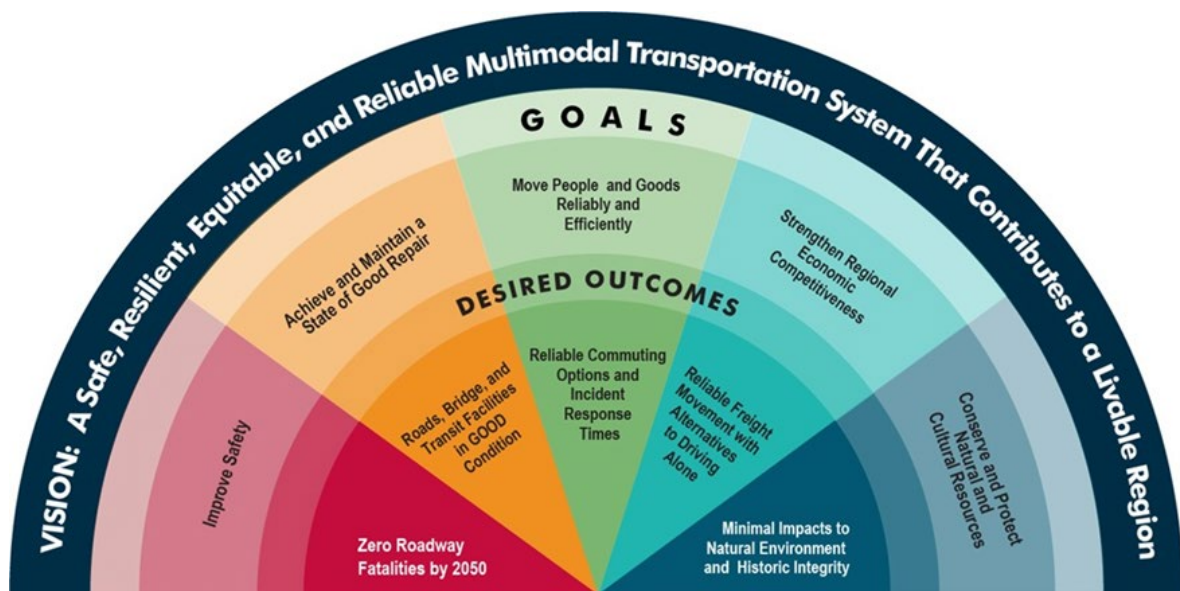 VISION: A Safe, Resilient, Equitable, and Reliable Multimodal Transportation System That Contributes to a Livable Region
GOALS
Improve Safety
Achieve and Maintain a
State of Good Repair
Move People and Goods
Reliably and
Efficiently
Strengthen Regional
Economic
Competitiveness
Conserve and Protect
Natural and
Cultural Resources
DESIRED OUTCOMES
Zero Roadway
Fatalities by 2050
Roads, Bridge, and
Transit Facilities
in GOOD
Condition
Reliable Commuting
Options and
Incident
Response
Times
Reliable Freight
Movement with
Alternatives
to Driving
Alone
Minimal Impacts to
Natural Environment
and Historic Integrity